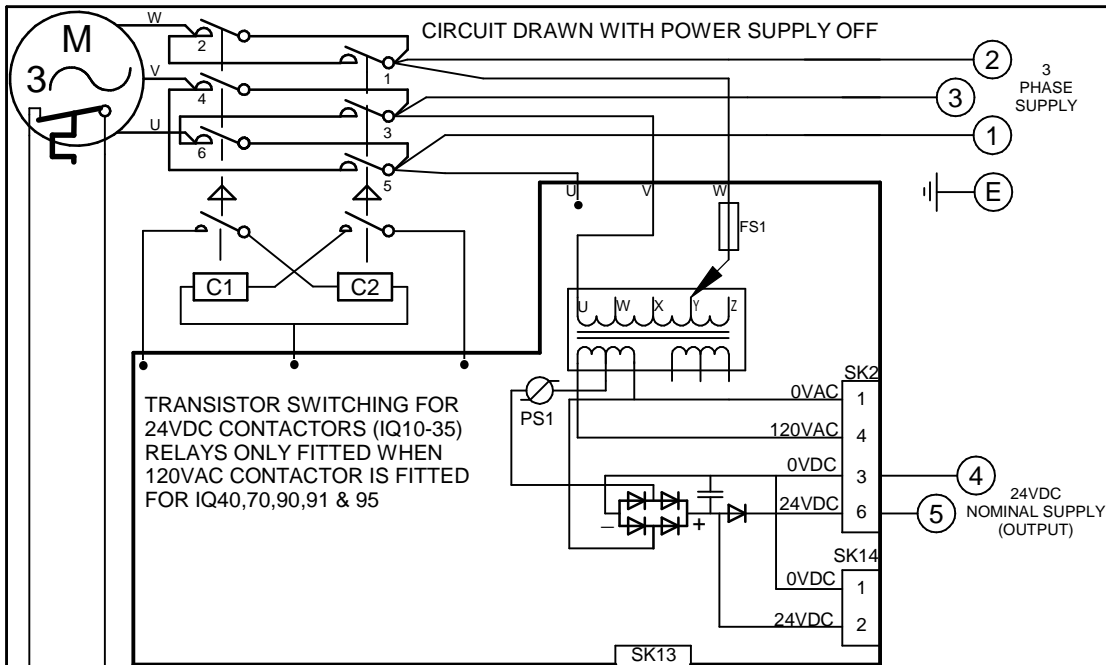 CIRCUIT DRAWN WITH POWER SUPPLY OFF
M
3
W
V
U
2
4
6
1
3
5
2
3
1
E
3
PHASE
SUPPLY
U
V
W
FS1
C1
C2
U
W
X
Y
Z
PS1
TRANSISTOR SWITCHING FOR
24VDC CONTACTORS (IQ10-35)
RELAYS ONLY FITTED WHEN
120VAC CONTACTOR IS FITTED
FOR IQ40,70,90,91 & 95
SK2
0VAC 1
120VAC 4
0VDC 3
24VDC 6
4
5
24VDC
NOMINAL SUPPLY
(OUTPUT)
– +
SK14
0VDC 1
24VDC 2
SK13